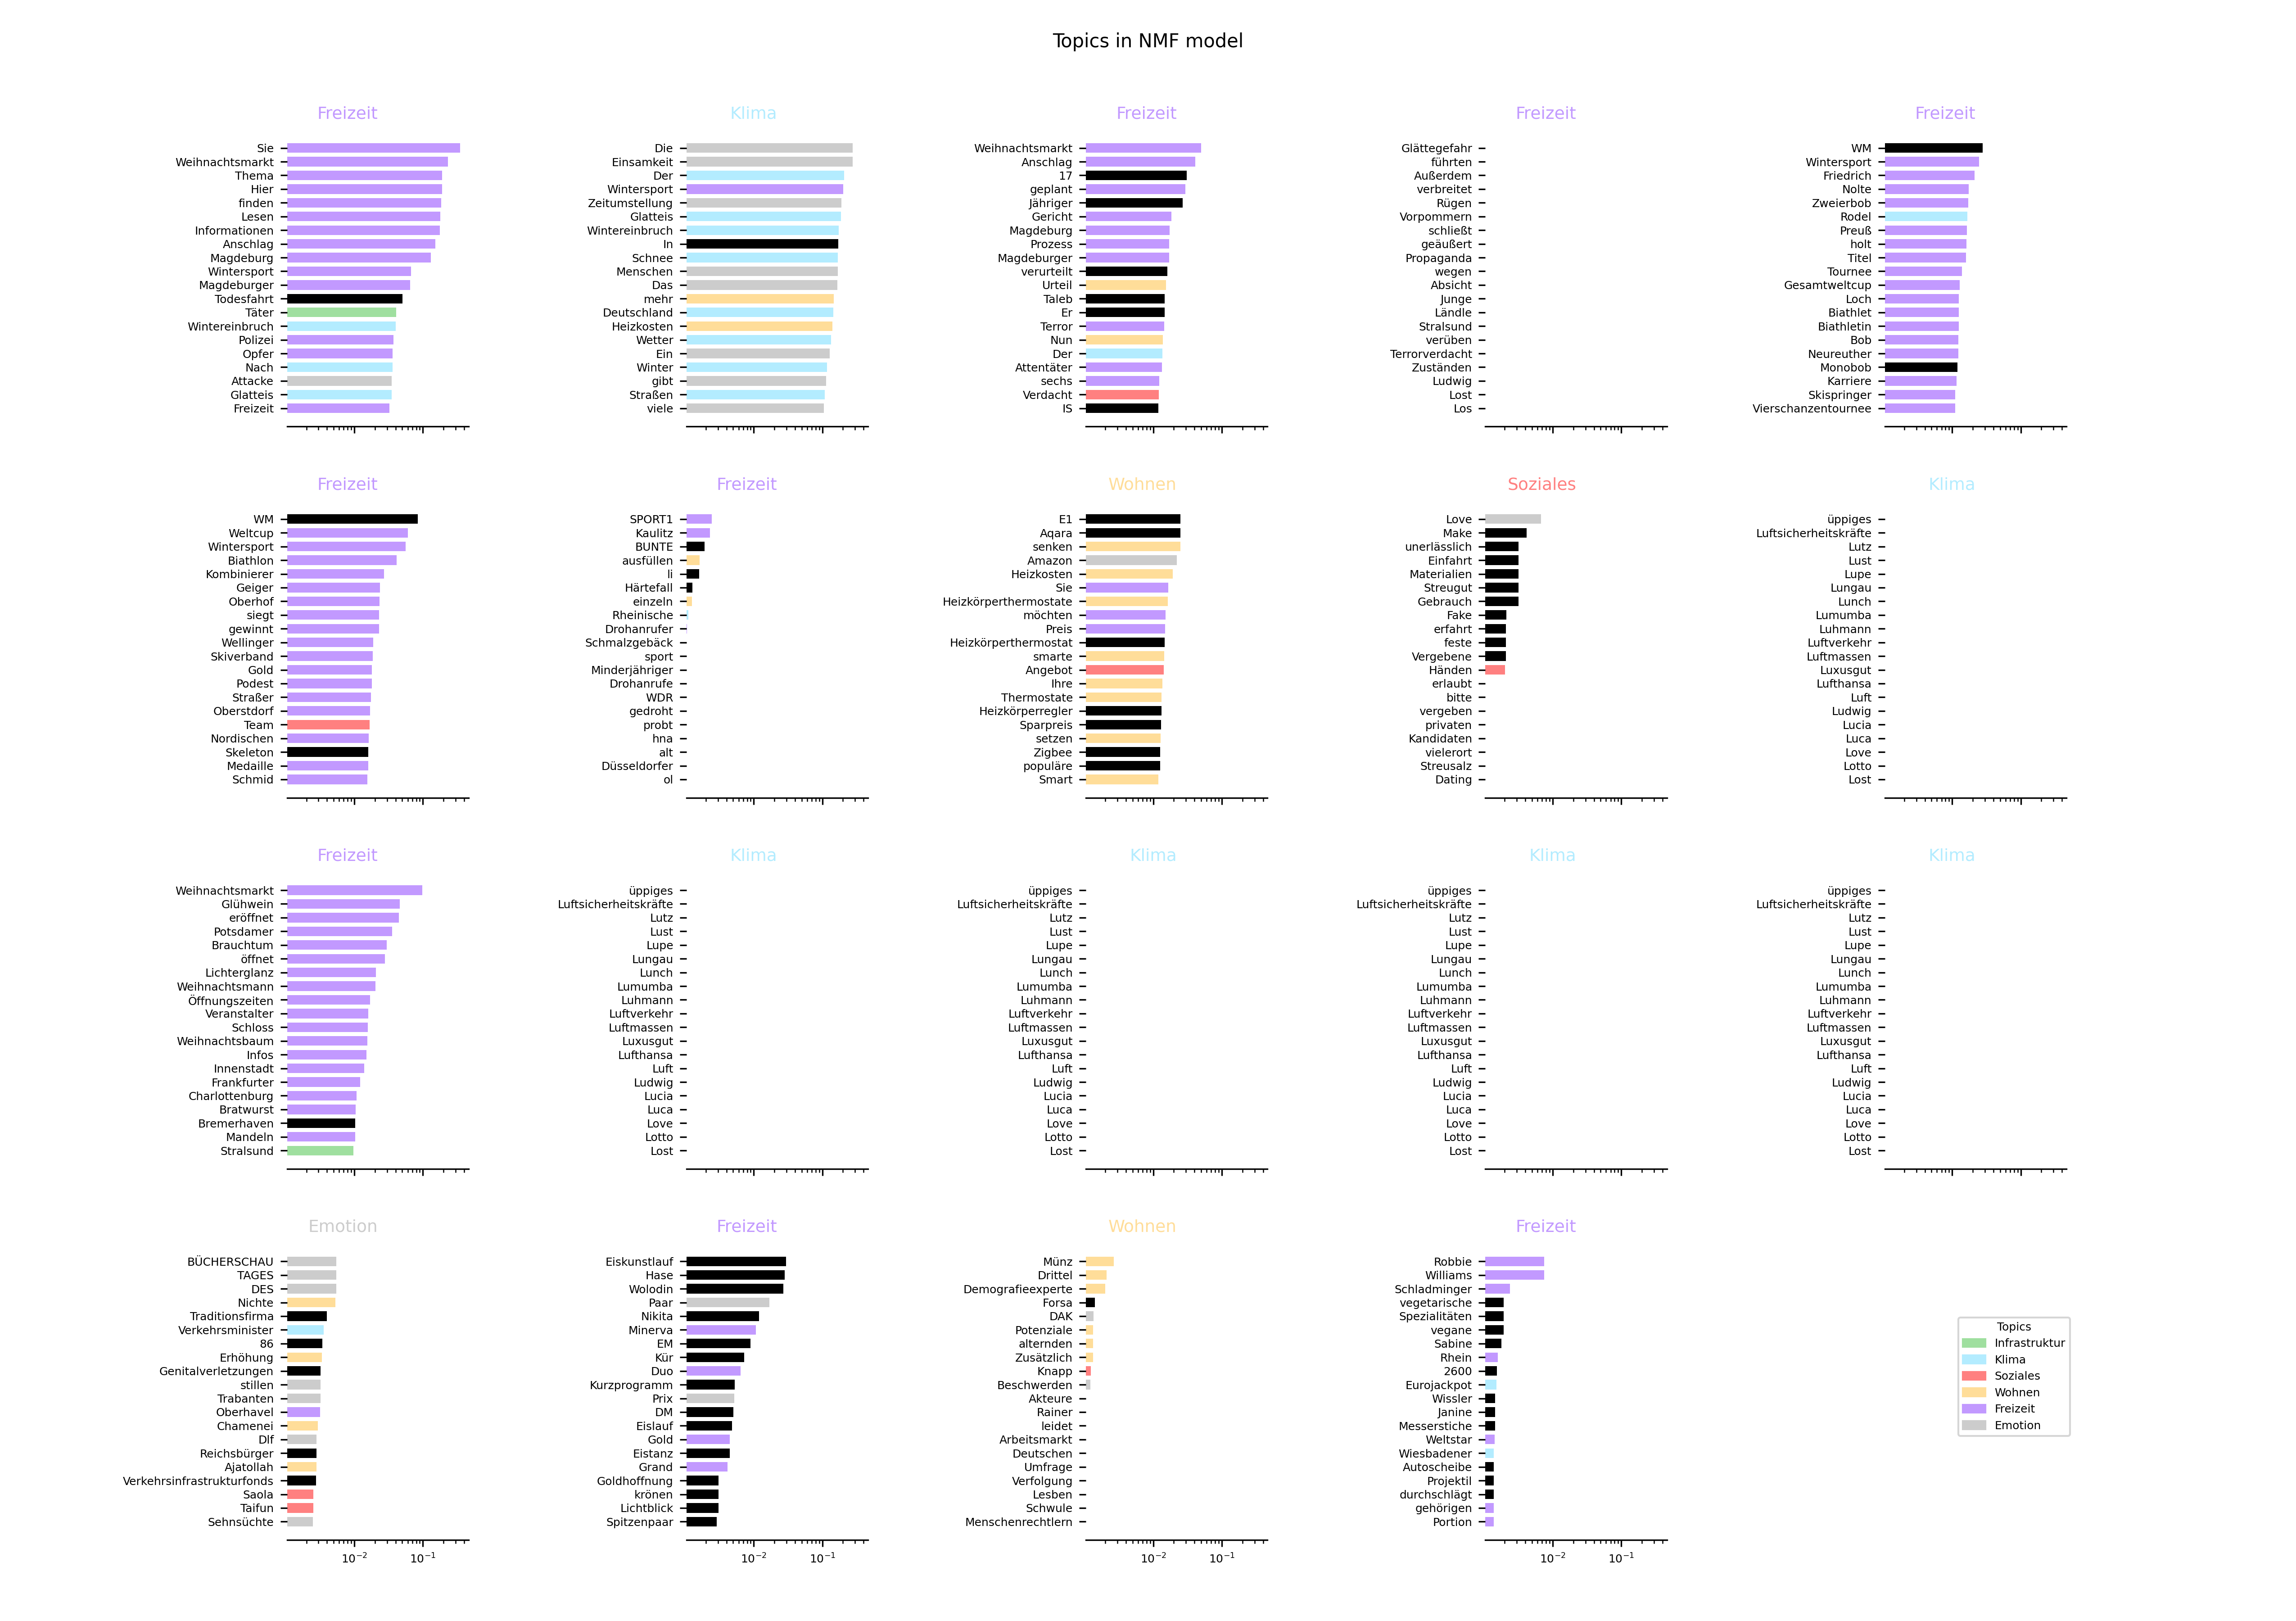 Topics in NMF model
Freizeit
Sie
Weihnachtsmarkt
Thema
Hier
finden
Lesen
Informationen
Anschlag
Magdeburg
Wintersport
Magdeburger
Todesfahrt
Täter
Wintereinbruch
Polizei
Opfer
Nach
Attacke
Glatteis
Freizeit
Klima
Die
Einsamkeit
Der
Wintersport
Zeitumstellung
Glatteis
Wintereinbruch
In
Schnee
Menschen
Das
mehr
Deutschland
Heizkosten
Wetter
Ein
Winter
gibt
Straßen
viele
Freizeit
Weihnachtsmarkt
Anschlag
17
geplant
Jähriger
Gericht
Magdeburg
Prozess
Magdeburger
verurteilt
Urteil
Taleb
Er
Terror
Nun
Der
Attentäter
sechs
Verdacht
IS
Freizeit
Glättegefahr
führten
Außerdem
verbreitet
Rügen
Vorpommern
schließt
geäußert
Propaganda
wegen
Absicht
Junge
Ländle
Stralsund
verüben
Terrorverdacht
Zuständen
Ludwig
Lost
Los
Freizeit
WM
Wintersport
Friedrich
Nolte
Zweierbob
Rodel
Preuß
holt
Titel
Tournee
Gesamtweltcup
Loch
Biathlet
Biathletin
Bob
Neureuther
Monobob
Karriere
Skispringer
Vierschanzentournee
Freizeit
WM
Weltcup
Wintersport
Biathlon
Kombinierer
Geiger
Oberhof
siegt
gewinnt
Wellinger
Skiverband
Gold
Podest
Straßer
Oberstdorf
Team
Nordischen
Skeleton
Medaille
Schmid
Freizeit
SPORT1
Kaulitz
BUNTE
ausfüllen
li
Härtefall
einzeln
Rheinische
Drohanrufer
Schmalzgebäck
sport
Minderjähriger
Drohanrufe
WDR
gedroht
probt
hna
alt
Düsseldorfer
ol
Wohnen
E1
Aqara
senken
Amazon
Heizkosten
Sie
Heizkörperthermostate
möchten
Preis
Heizkörperthermostat
smarte
Angebot
Ihre
Thermostate
Heizkörperregler
Sparpreis
setzen
Zigbee
populäre
Smart
Soziales
Love
Make
unerlässlich
Einfahrt
Materialien
Streugut
Gebrauch
Fake
erfahrt
feste
Vergebene
Händen
erlaubt
bitte
vergeben
privaten
Kandidaten
vielerort
Streusalz
Dating
Klima
üppiges
Luftsicherheitskräfte
Lutz
Lust
Lupe
Lungau
Lunch
Lumumba
Luhmann
Luftverkehr
Luftmassen
Luxusgut
Lufthansa
Luft
Ludwig
Lucia
Luca
Love
Lotto
Lost
Freizeit
Weihnachtsmarkt
Glühwein
eröffnet
Potsdamer
Brauchtum
öffnet
Lichterglanz
Weihnachtsmann
Öffnungszeiten
Veranstalter
Schloss
Weihnachtsbaum
Infos
Innenstadt
Frankfurter
Charlottenburg
Bratwurst
Bremerhaven
Mandeln
Stralsund
Klima
üppiges
Luftsicherheitskräfte
Lutz
Lust
Lupe
Lungau
Lunch
Lumumba
Luhmann
Luftverkehr
Luftmassen
Luxusgut
Lufthansa
Luft
Ludwig
Lucia
Luca
Love
Lotto
Lost
Klima
üppiges
Luftsicherheitskräfte
Lutz
Lust
Lupe
Lungau
Lunch
Lumumba
Luhmann
Luftverkehr
Luftmassen
Luxusgut
Lufthansa
Luft
Ludwig
Lucia
Luca
Love
Lotto
Lost
Klima
üppiges
Luftsicherheitskräfte
Lutz
Lust
Lupe
Lungau
Lunch
Lumumba
Luhmann
Luftverkehr
Luftmassen
Luxusgut
Lufthansa
Luft
Ludwig
Lucia
Luca
Love
Lotto
Lost
Klima
üppiges
Luftsicherheitskräfte
Lutz
Lust
Lupe
Lungau
Lunch
Lumumba
Luhmann
Luftverkehr
Luftmassen
Luxusgut
Lufthansa
Luft
Ludwig
Lucia
Luca
Love
Lotto
Lost
Emotion
BÜCHERSCHAU
TAGES
DES
Nichte
Traditionsfirma
Verkehrsminister
86
Erhöhung
Genitalverletzungen
stillen
Trabanten
Oberhavel
Chamenei
Dlf
Reichsbürger
Ajatollah
Verkehrsinfrastrukturfonds
Saola
Taifun
Sehnsüchte
10⁻² 10⁻¹
Freizeit
Eiskunstlauf
Hase
Wolodin
Paar
Nikita
Minerva
EM
Kür
Duo
Kurzprogramm
Prix
DM
Eislauf
Gold
Eistanz
Grand
Goldhoffnung
krönen
Lichtblick
Spitzenpaar
10⁻² 10⁻¹
Wohnen
Münz
Drittel
Demografieexperte
Forsa
DAK
Potenziale
alternden
Zusätzlich
Knapp
Beschwerden
Akteure
Rainer
leidet
Arbeitsmarkt
Deutschen
Umfrage
Verfolgung
Lesben
Schwule
Menschenrechtlern
10⁻² 10⁻¹
Freizeit
Robbie
Williams
Schladminger
vegetarische
Spezialitäten
vegane
Sabine
Rhein
2600
Eurojackpot
Wissler
Janine
Messerstiche
Weltstar
Wiesbadener
Autoscheibe
Projektil
durchschlägt
gehörigen
Portion
10⁻² 10⁻¹
Topics
Infrastruktur
Klima
Soziales
Wohnen
Freizeit
Emotion